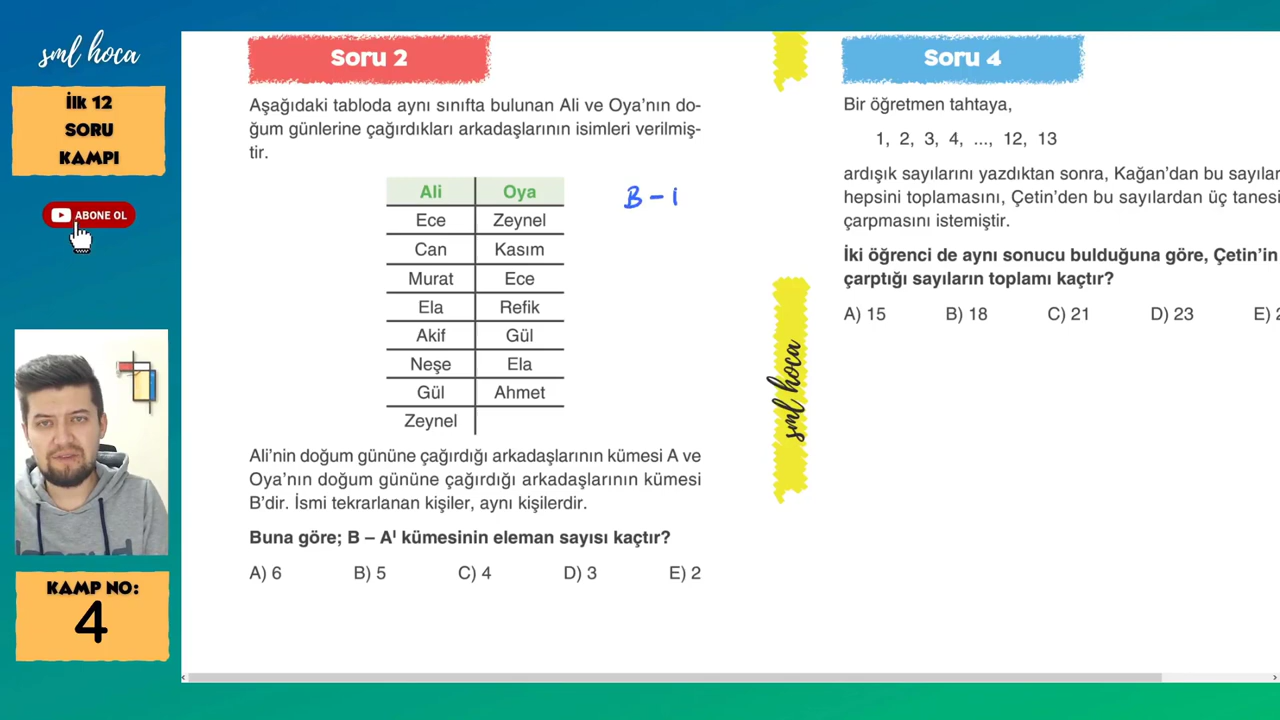 sml hoca
İlk 12
SORU
KAMPI
ABONE OL
KAMP NO:
4
Soru 2
Aşağıdaki tabloda aynı sınıfta bulunan Ali ve Oya'nın do-
ğum günlerine çağırdıkları arkadaşlarının isimleri verilmiş-
tir.
Ali Oya
Ece Zeynel
Can Kasım
Murat Ece
Ela Refik
Akif Gül
Neşe Ela
Gül Ahmet
Zeynel
B – I
Ali'nin doğum gününe çağırdığı arkadaşlarının kümesi A ve
Oya'nın doğum gününe çağırdığı arkadaşlarının kümesi
B'dir. İsmi tekrarlanan kişiler, aynı kişilerdir.
Buna göre; B – Aᴵ kümesinin eleman sayısı kaçtır?
A) 6 B) 5 C) 4 D) 3 E) 2
sml hoca
Soru 4
Bir öğretmen tahtaya,
1, 2, 3, 4, ..., 12, 13
ardışık sayılarını yazdıktan sonra, Kağan'dan bu sayılar
hepsini toplamasını, Çetin'den bu sayılardan üç tanesi
çarpmasını istemiştir.
İki öğrenci de aynı sonucu bulduğuna göre, Çetin'in
çarptığı sayıların toplamı kaçtır?
A) 15 B) 18 C) 21 D) 23 E)